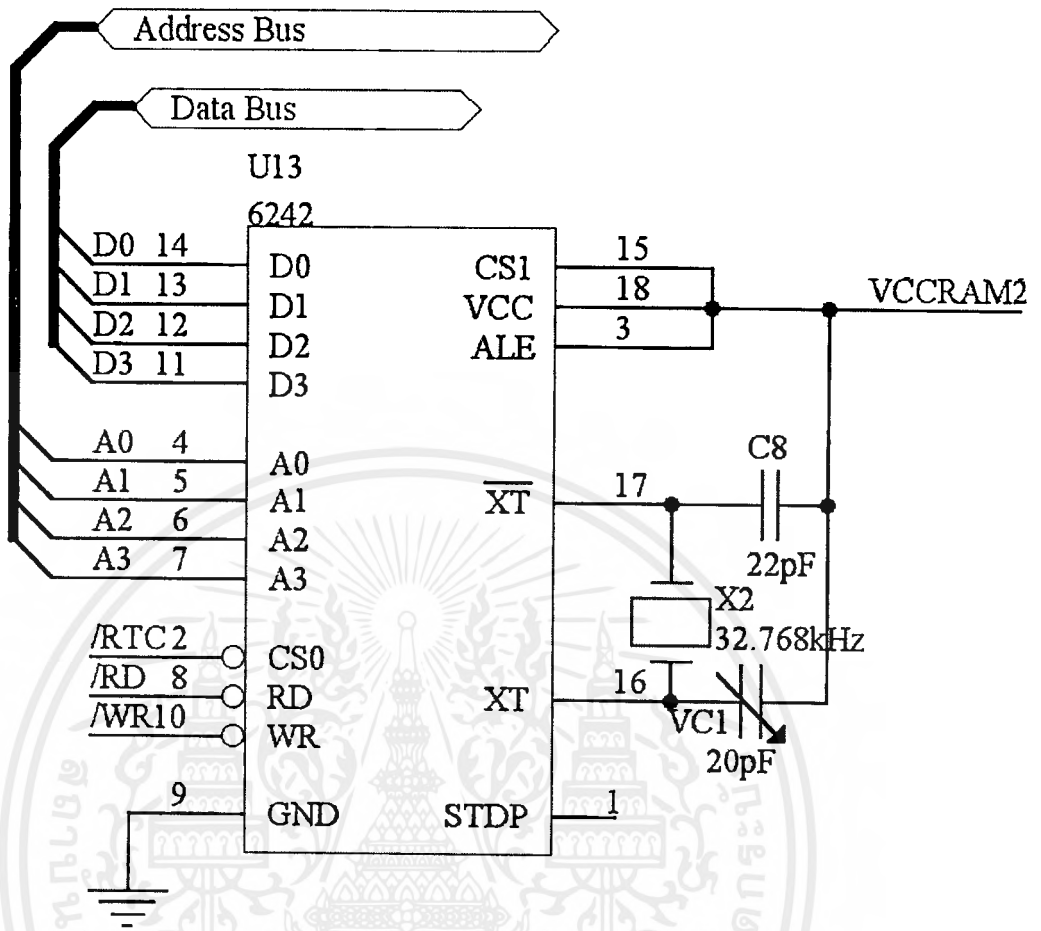 Address Bus
Data Bus
U13
6242
D0 14 D0
D1 13 D1
D2 12 D2
D3 11 D3
A0 4 A0
A1 5 A1
A2 6 A2
A3 7 A3
/RTC 2 CS0
/RD 8 RD
/WR 10 WR
9 GND
CS1 15
VCC 18
ALE 3
VCCRAM2
XT 17
C8
22pF
X2
32.768kHz
XT 16
VC1
20pF
STDP 1